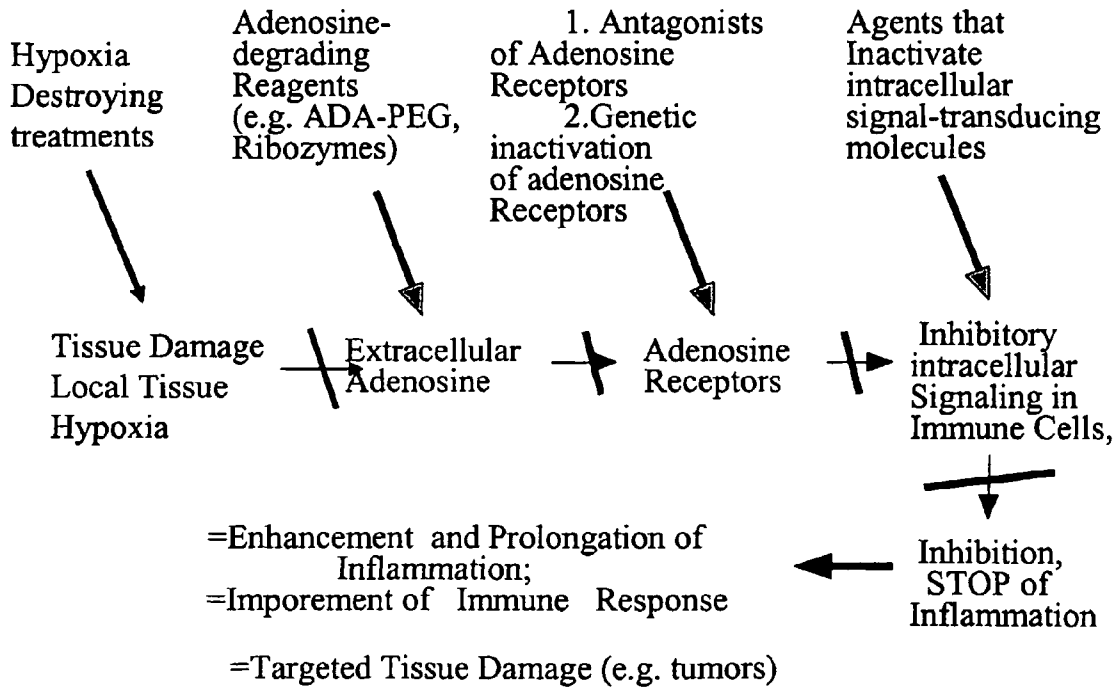 Hypoxia
Destroying
treatments
Adenosine-
degrading
Reagents
(e.g. ADA-PEG,
Ribozymes)
1. Antagonists
of Adenosine
Receptors
2.Genetic
inactivation
of adenosine
Receptors
Agents that
Inactivate
intracellular
signal-transducing
molecules
Tissue Damage
Local Tissue
Hypoxia
Extracellular
Adenosine
Adenosine
Receptors
Inhibitory
intracellular
Signaling in
Immune Cells,
Inhibition,
STOP of
Inflammation
=Enhancement and Prolongation of
Inflammation;
=Imporement of Immune Response
=Targeted Tissue Damage (e.g. tumors)